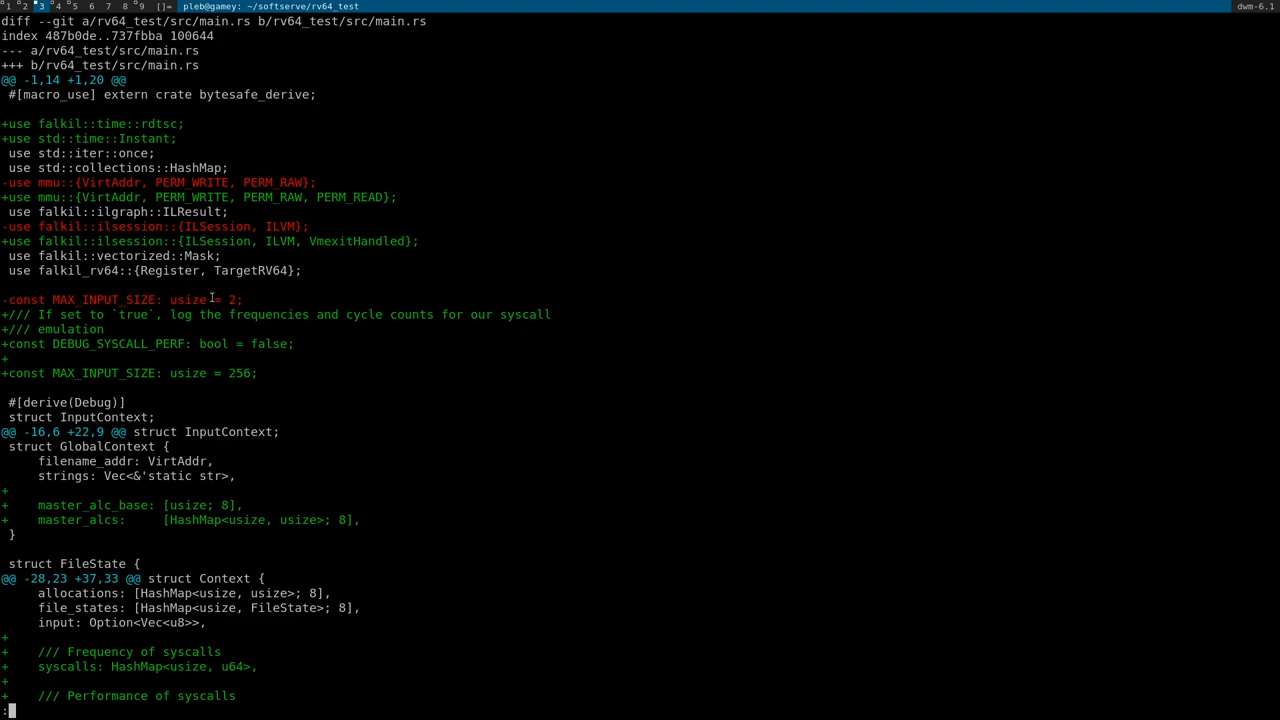 1 2 3 4 5 6 7 8 9 []= pleb@gamey: ~/softserve/rv64_test dwm-6.1
diff --git a/rv64_test/src/main.rs b/rv64_test/src/main.rs
index 487b0de..737fbba 100644
--- a/rv64_test/src/main.rs
+++ b/rv64_test/src/main.rs
@@ -1,14 +1,20 @@
 #[macro_use] extern crate bytesafe_derive;
+use falkil::time::rdtsc;
+use std::time::Instant;
 use std::iter::once;
 use std::collections::HashMap;
-use mmu::{VirtAddr, PERM_WRITE, PERM_RAW};
+use mmu::{VirtAddr, PERM_WRITE, PERM_RAW, PERM_READ};
 use falkil::ilgraph::ILResult;
-use falkil::ilsession::{ILSession, ILVM};
+use falkil::ilsession::{ILSession, ILVM, VmexitHandled};
 use falkil::vectorized::Mask;
 use falkil_rv64::{Register, TargetRV64};
-const MAX_INPUT_SIZE: usize = 2;
+/// If set to `true`, log the frequencies and cycle counts for our syscall
+/// emulation
+const DEBUG_SYSCALL_PERF: bool = false;
+
+const MAX_INPUT_SIZE: usize = 256;
 #[derive(Debug)]
 struct InputContext;
@@ -16,6 +22,9 @@ struct InputContext;
 struct GlobalContext {
     filename_addr: VirtAddr,
     strings: Vec<&'static str>,
+
+    master_alc_base: [usize; 8],
+    master_alcs:     [HashMap<usize, usize>; 8],
 }
 struct FileState {
@@ -28,23 +37,33 @@ struct Context {
     allocations: [HashMap<usize, usize>; 8],
     file_states: [HashMap<usize, FileState>; 8],
     input: Option<Vec<u8>>,
+
+    /// Frequency of syscalls
+    syscalls: HashMap<usize, u64>,
+
+    /// Performance of syscalls
: